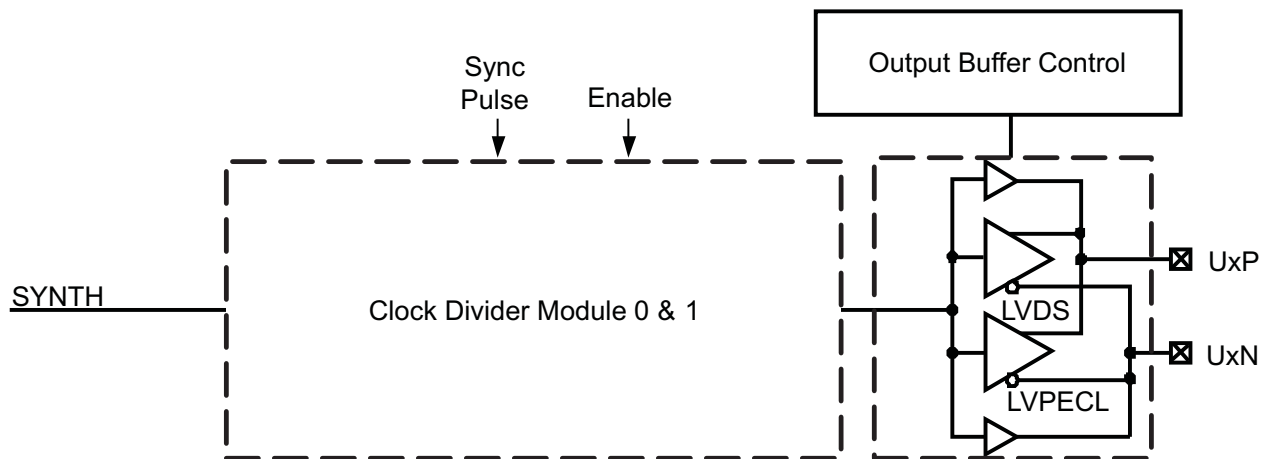 Output Buffer Control
Sync
Pulse
Enable
SYNTH
Clock Divider Module 0 & 1
LVDS
LVPECL
UxP
UxN